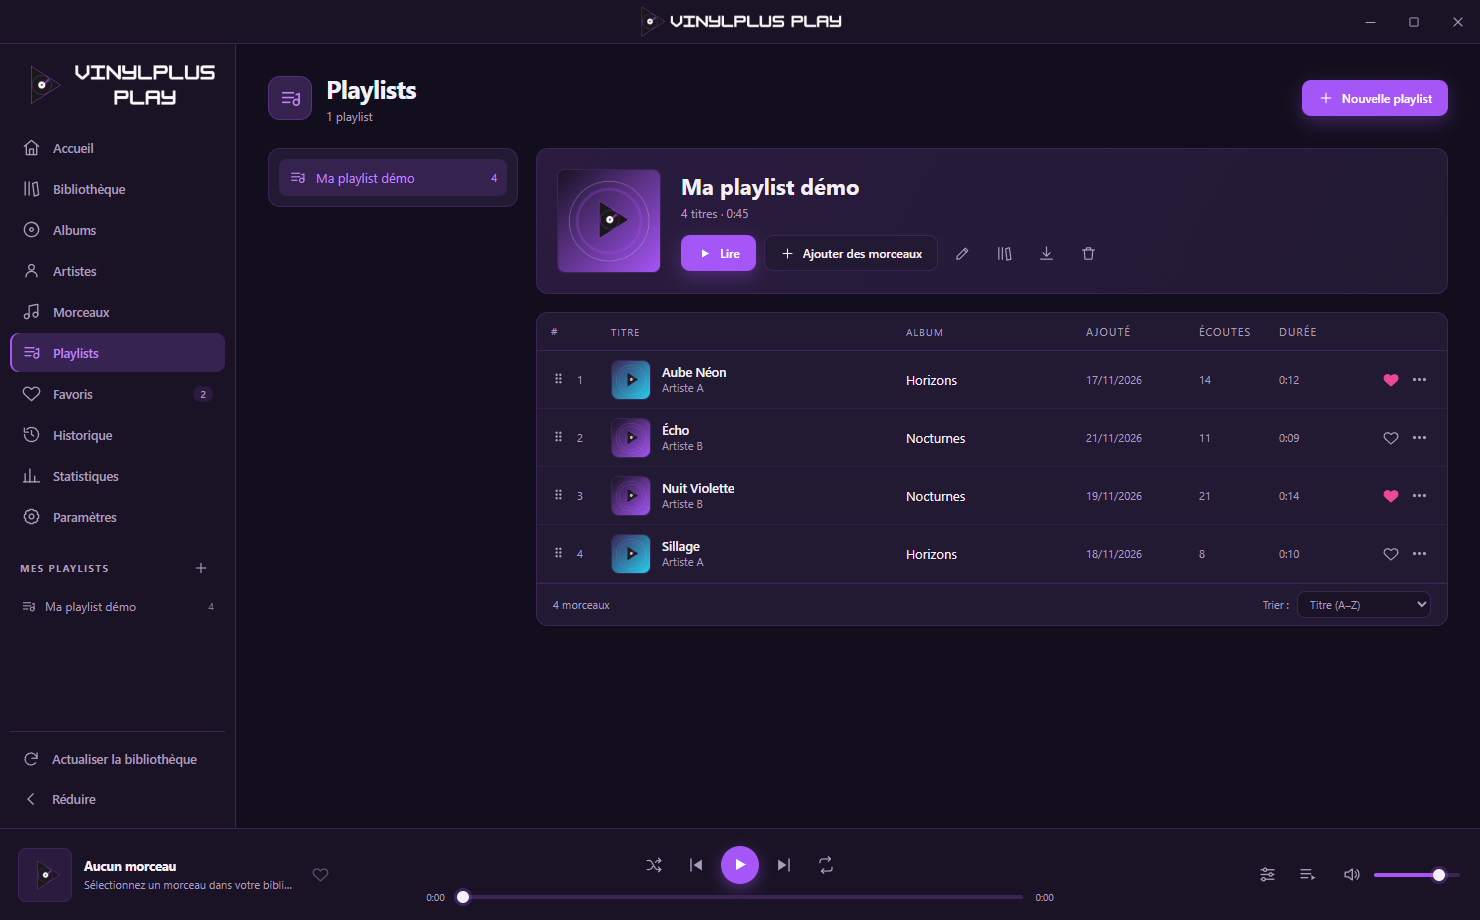 VINYLPLUS PLAY
VINYLPLUS
PLAY
Accueil
Bibliothèque
Albums
Artistes
Morceaux
Playlists
Favoris 2
Historique
Statistiques
Paramètres
MES PLAYLISTS
Ma playlist démo 4
Actualiser la bibliothèque
Réduire
Playlists
1 playlist
Nouvelle playlist
Ma playlist démo 4
Ma playlist démo
4 titres · 0:45
Lire
Ajouter des morceaux
# TITRE ALBUM AJOUTÉ ÉCOUTES DURÉE
1 Aube Néon Horizons 17/11/2026 14 0:12
Artiste A
2 Écho Nocturnes 21/11/2026 11 0:09
Artiste B
3 Nuit Violette Nocturnes 19/11/2026 21 0:14
Artiste B
4 Sillage Horizons 18/11/2026 8 0:10
Artiste A
4 morceaux Trier : Titre (A–Z)
Aucun morceau
Sélectionnez un morceau dans votre bibli...
0:00 0:00